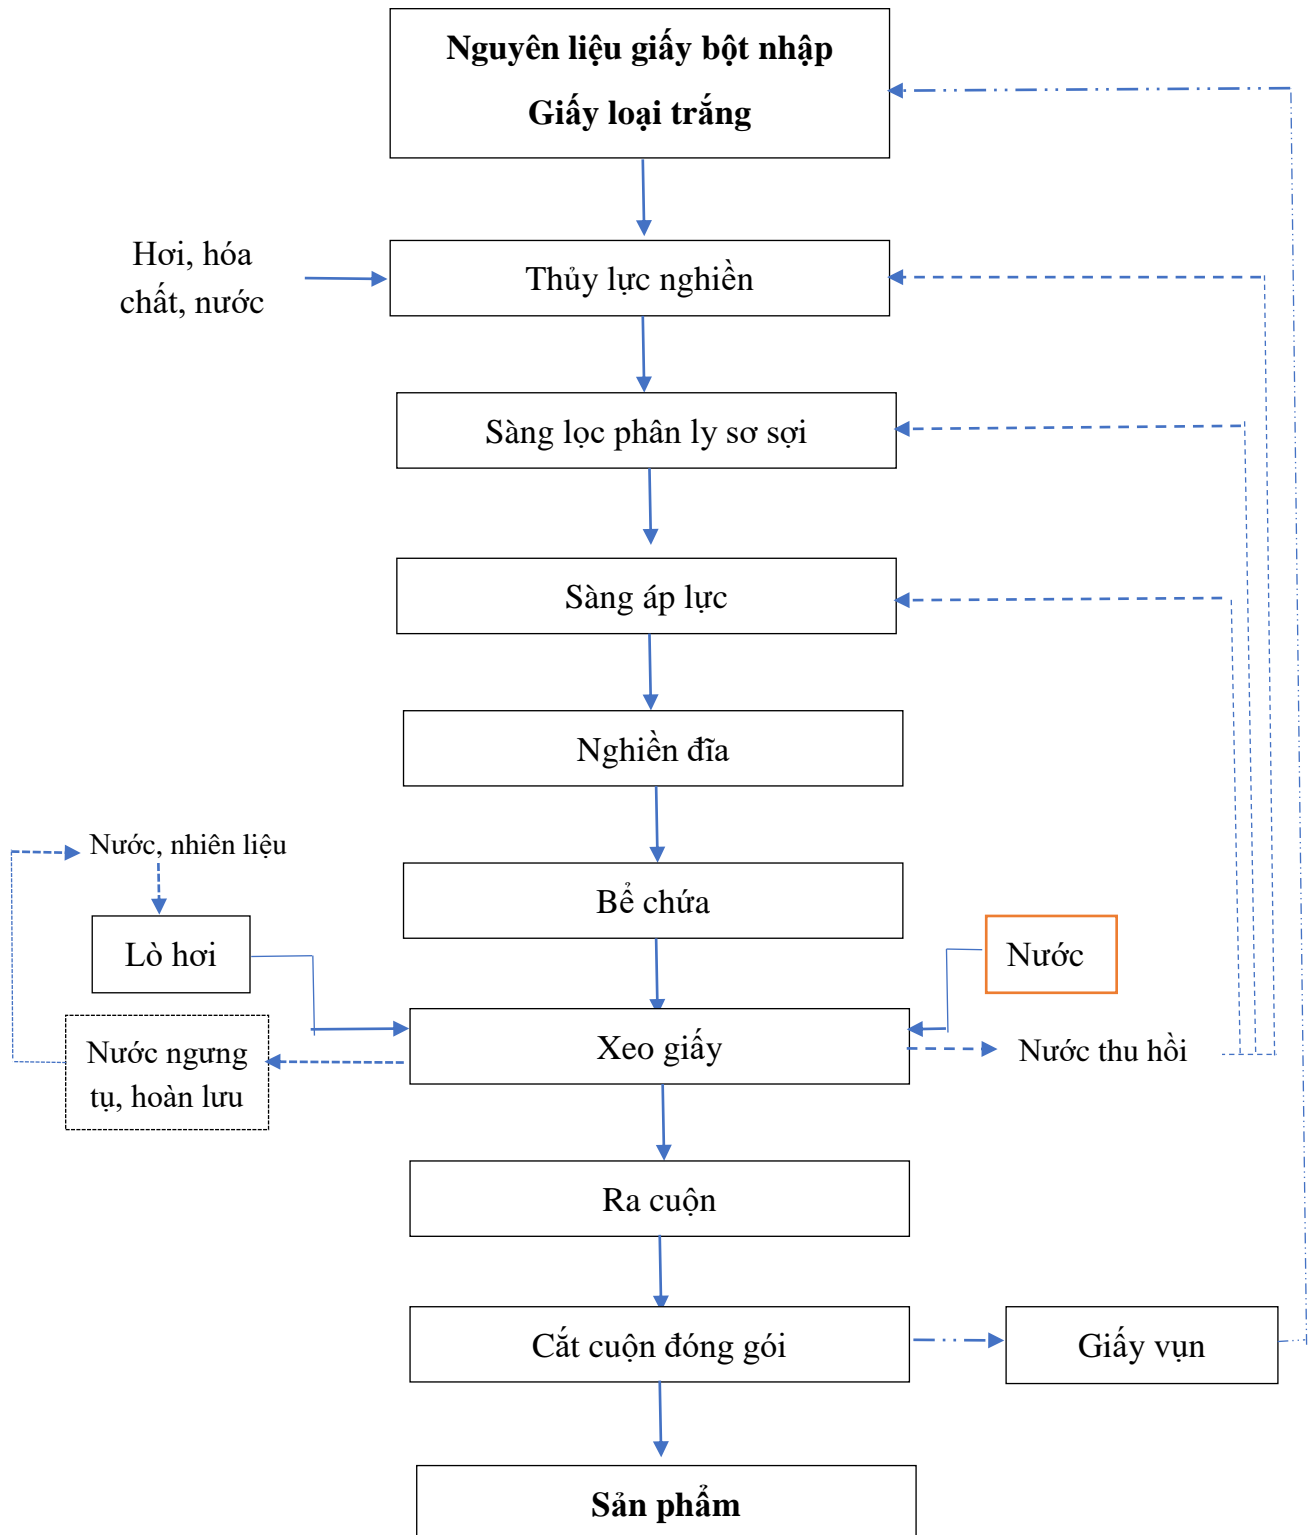 Nguyên liệu giấy bột nhập
Giấy loại trắng
Hơi, hóa
chất, nước
Thủy lực nghiền
Sàng lọc phân ly sơ sợi
Sàng áp lực
Nghiền đĩa
Nước, nhiên liệu
Bể chứa
Lò hơi
Nước
Xeo giấy
Nước ngưng
tụ, hoàn lưu
Nước thu hồi
Ra cuộn
Cắt cuộn đóng gói
Giấy vụn
Sản phẩm